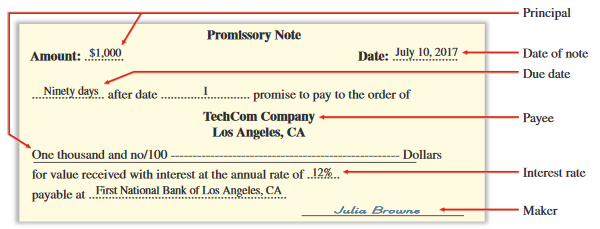 Principal
Promissory Note
Amount: $1,000
Date: July 10, 2017
Date of note
Due date
Ninety days after date I promise to pay to the order of
TechCom Company
Payee
Los Angeles, CA
One thousand and no/100 ---------------------------------------- Dollars
for value received with interest at the annual rate of 12%
Interest rate
payable at First National Bank of Los Angeles, CA
Julia Browne
Maker